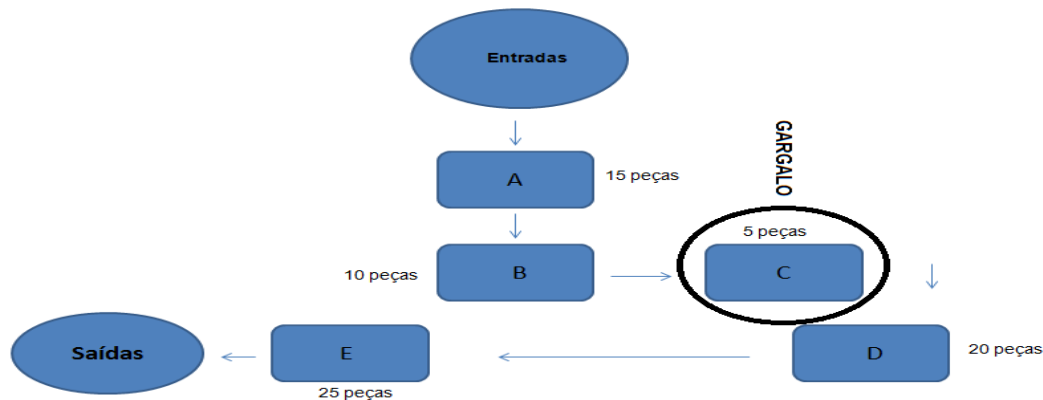 Entradas
A
15 peças
GARGALO
5 peças
10 peças
B
C
Saídas
E
25 peças
D
20 peças